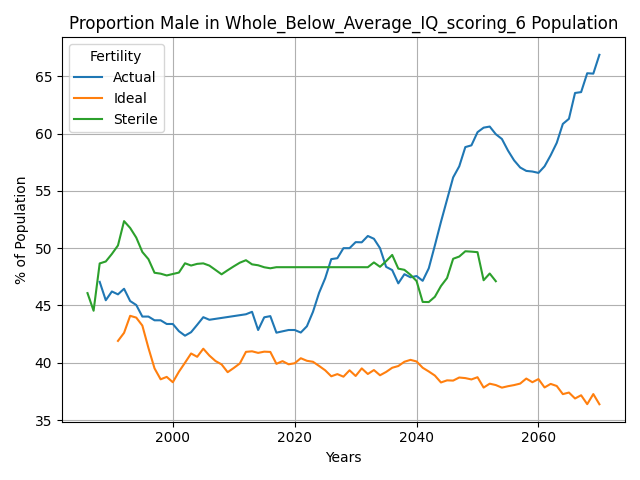 Proportion Male in Whole_Below_Average_IQ_scoring_6 Population
Fertility
Actual
Ideal
Sterile
% of Population
65
60
55
50
45
40
35
2000
2020
2040
2060
Years